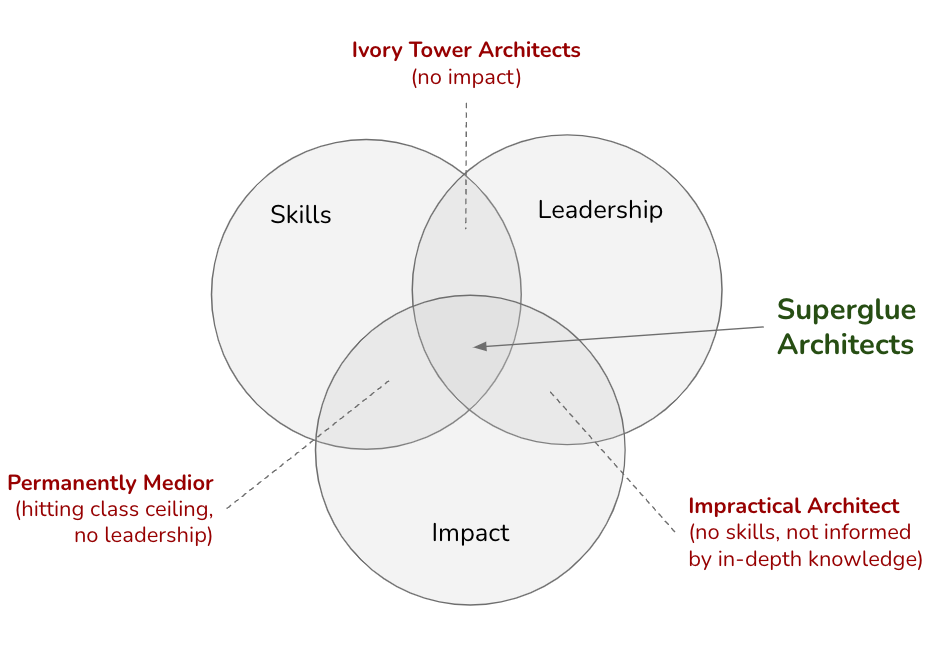 Ivory Tower Architects
(no impact)
Skills
Leadership
Superglue
Architects
Permanently Medior
(hitting class ceiling,
no leadership)
Impractical Architect
(no skills, not informed
by in-depth knowledge)
Impact